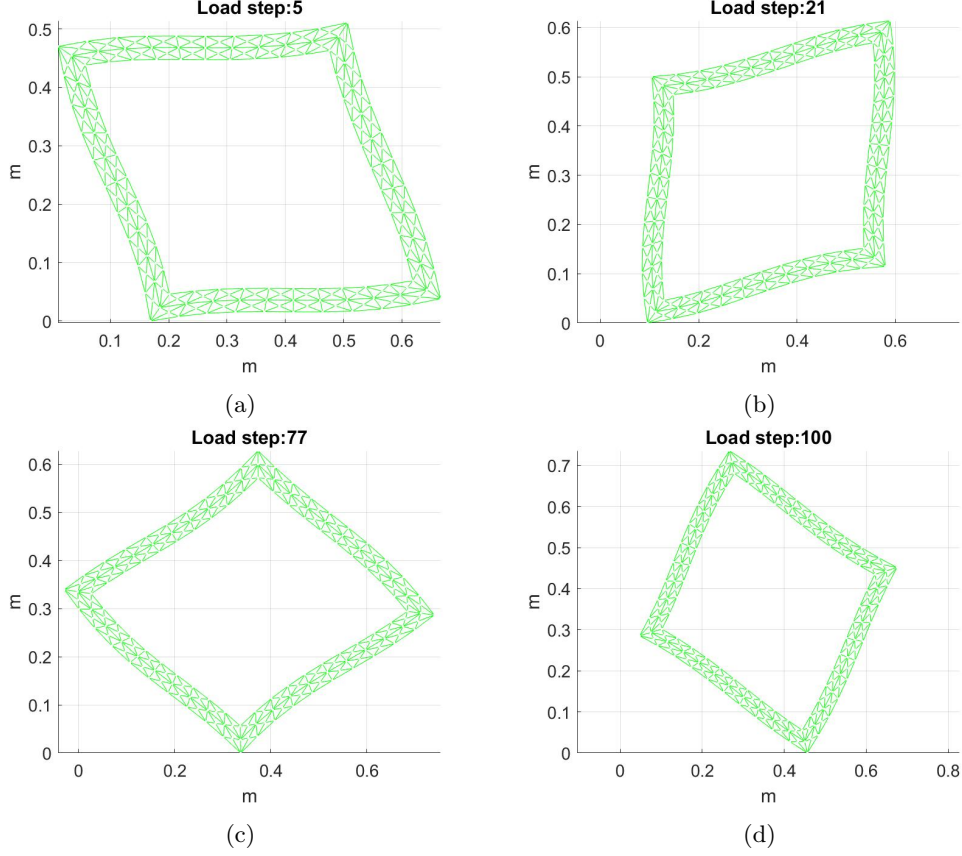 Load step:5
0.5
0.4
0.3
0.2
0.1
0
m
0.1 0.2 0.3 0.4 0.5 0.6
m
(a)
Load step:21
0.6
0.5
0.4
0.3
0.2
0.1
0
m
0 0.2 0.4 0.6
m
(b)
Load step:77
0.6
0.5
0.4
0.3
0.2
0.1
0
m
0 0.2 0.4 0.6
m
(c)
Load step:100
0.7
0.6
0.5
0.4
0.3
0.2
0.1
0
m
0 0.2 0.4 0.6 0.8
m
(d)